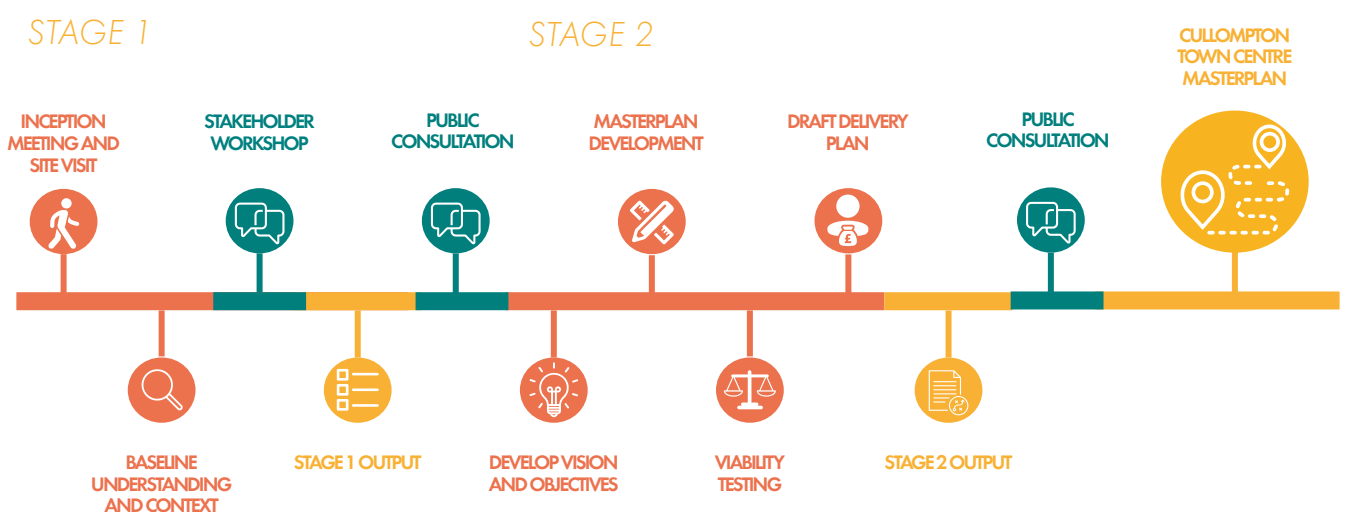 STAGE 1
STAGE 2
CULLOMPTON
TOWN CENTRE
MASTERPLAN
INCEPTION
MEETING AND
SITE VISIT
STAKEHOLDER
WORKSHOP
PUBLIC
CONSULTATION
MASTERPLAN
DEVELOPMENT
DRAFT DELIVERY
PLAN
PUBLIC
CONSULTATION
£
BASELINE
UNDERSTANDING
AND CONTEXT
STAGE 1 OUTPUT
DEVELOP VISION
AND OBJECTIVES
VIABILITY
TESTING
STAGE 2 OUTPUT